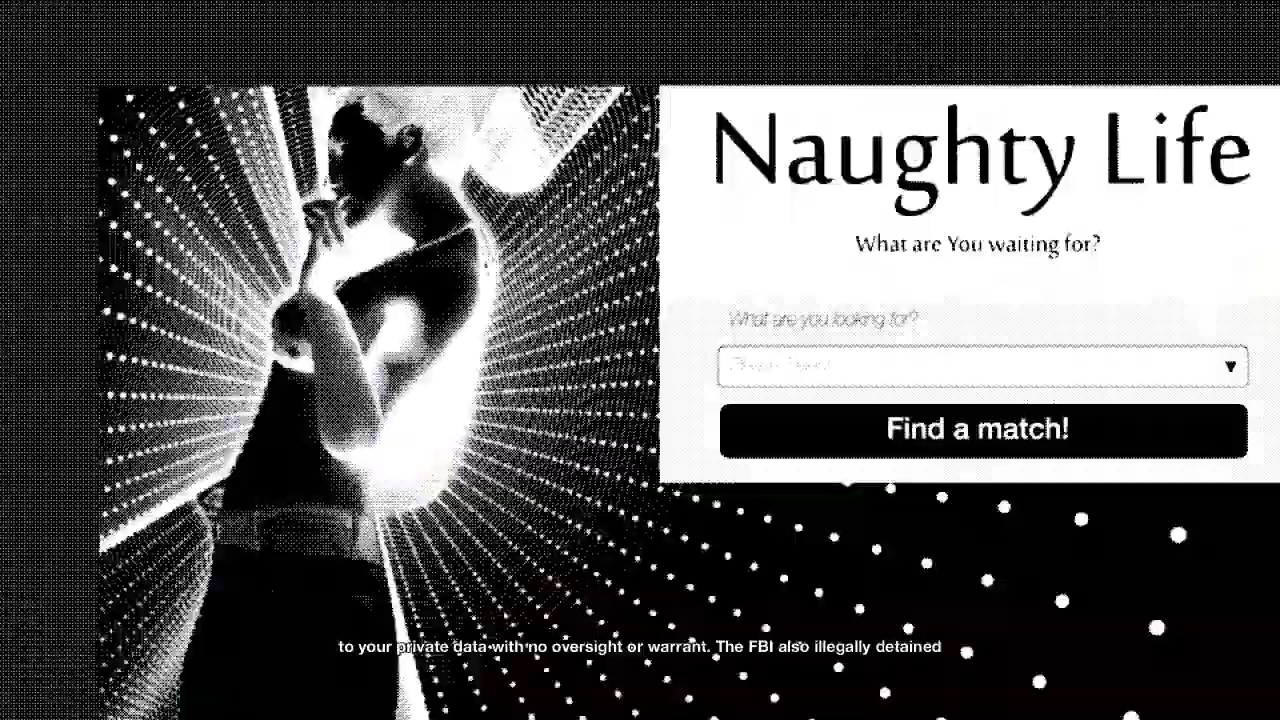 Naughty Life
What are You waiting for?
What are you looking for?
Find a match!
to your private data with no oversight or warrant. The FBI also illegally detained